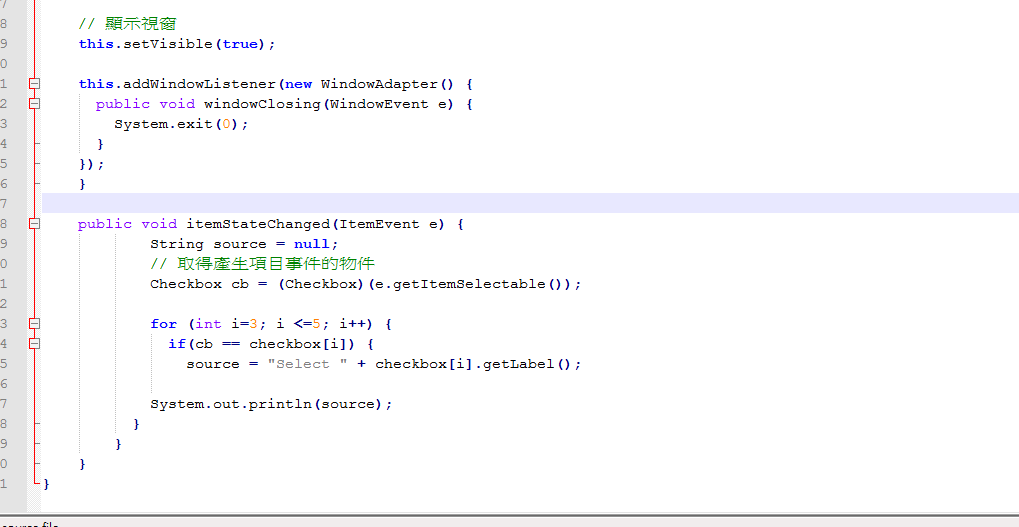 7
8 // 顯示視窗
9 this.setVisible(true);
0
1 this.addWindowListener(new WindowAdapter() {
2 public void windowClosing(WindowEvent e) {
3 System.exit(0);
4 }
5 });
6 }
7
8 public void itemStateChanged(ItemEvent e) {
9 String source = null;
0 // 取得產生項目事件的物件
1 Checkbox cb = (Checkbox)(e.getItemSelectable());
2
3 for (int i=3; i <=5; i++) {
4 if(cb == checkbox[i]) {
5 source = "Select " + checkbox[i].getLabel();
6
7 System.out.println(source);
8 }
9 }
0 }
1 }
source file